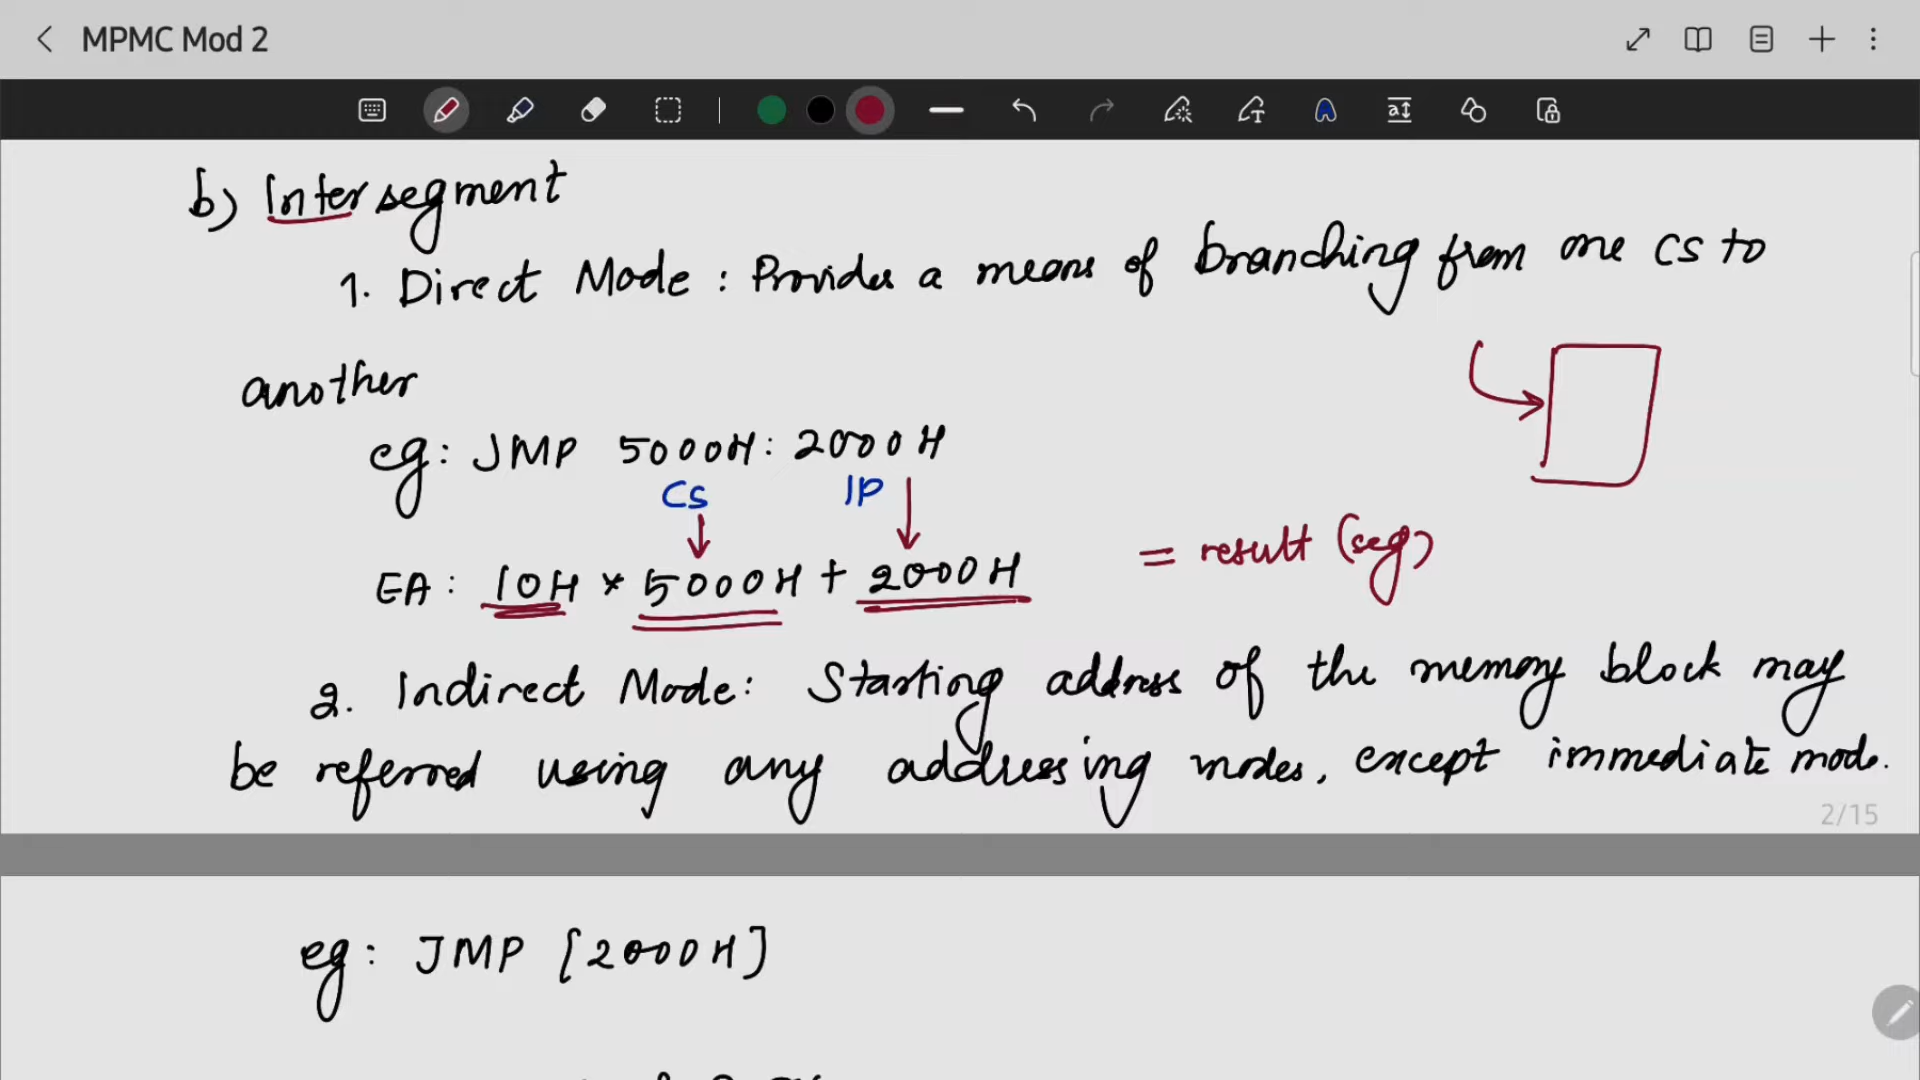 MPMC Mod 2
b) Intersegment
1. Direct Mode : Provides a means of branching from one CS to
another
eg: JMP 5000H: 2000H
CS IP
EA: 10H * 5000H + 2000H = result (seg)
2. Indirect Mode: Starting address of the memory block may
be referred using any addressing modes, except immediate mode.
2/15
eg: JMP [2000H]